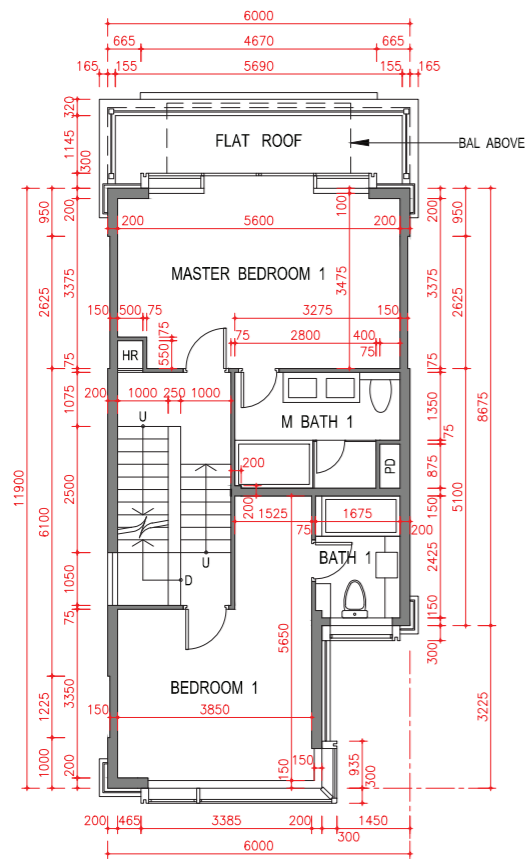 6000
665 4670 665
165 155 5690 155 165
320
1145
300
FLAT ROOF
BAL ABOVE
950 200 100 200 950
200 5600 200
2625 3375 3475 3375 2625
MASTER BEDROOM 1
150 500 75 3275 150
75 2800 400
75
75
550
HR
75 75
200 1000 250 1000
1075 1350 8675
U
M BATH 1
75
11900
6100
2500
200
875
PD
5100
200
1525 75 1675 200
150
2425
BATH 1
U
D
1050
75
150
300
5650
BEDROOM 1
3350
150 3850
3225
1225
1000
200
150
150
935
300
200 465 3385 200 1450
300
6000